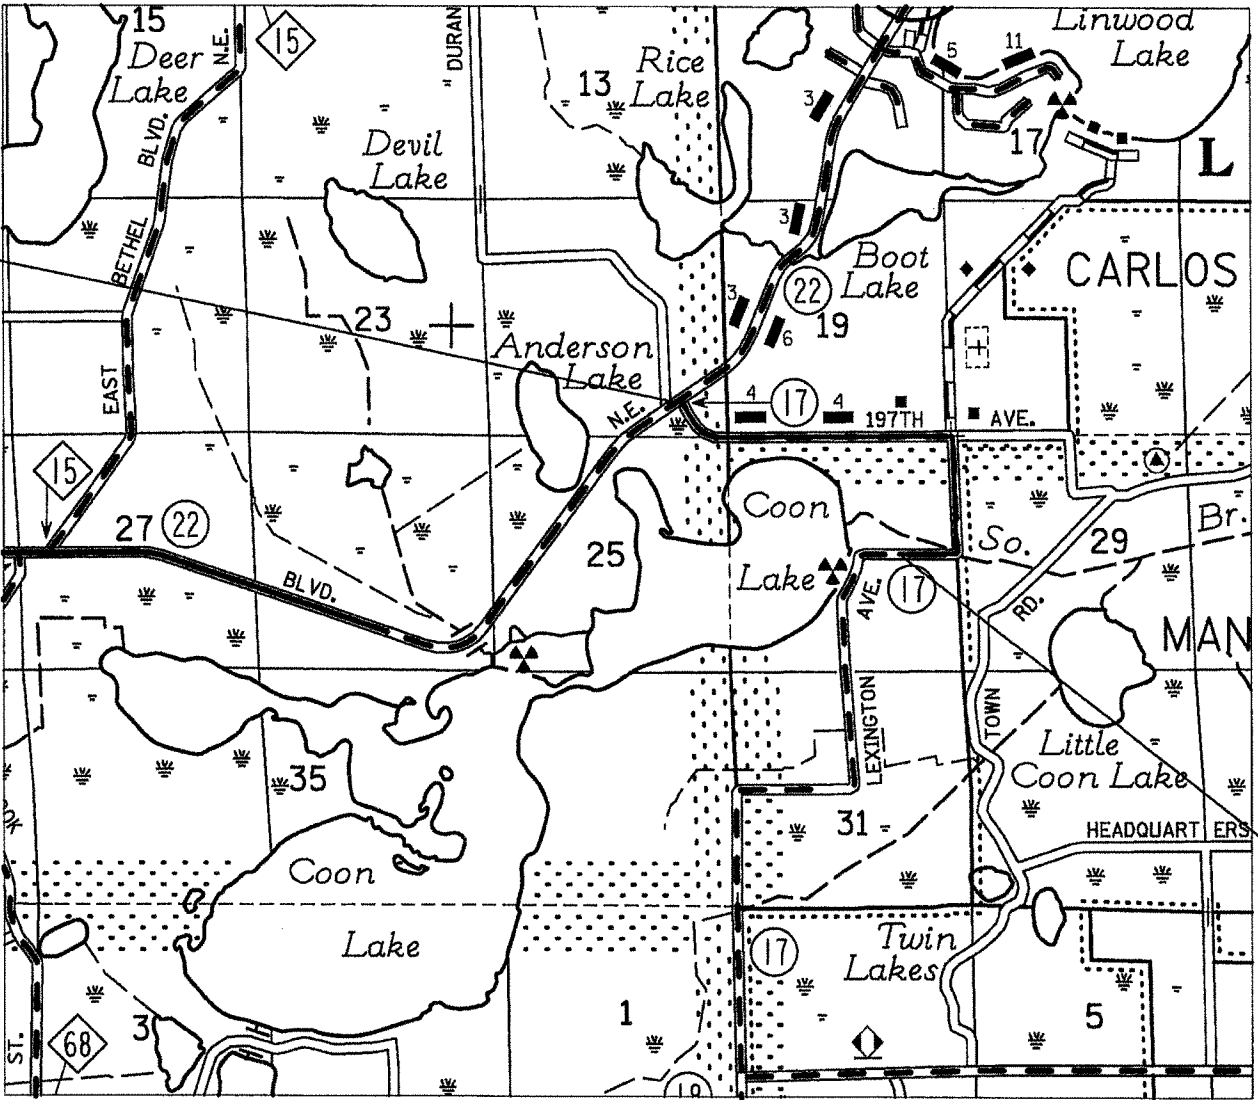 15
Deer
Lake
N.E.
15
DURAN
13
Rice
Lake
Linwood
Lake
5
11
3
17
L
BLVD.
Devil
Lake
BETHEL
3
Boot
Lake
22
CARLOS
3
6
19
23
Anderson
Lake
EAST
N.E.
4
17
4
197TH
AVE.
15
27
22
Coon
Lake
25
So.
29
Br.
BLVD.
AVE.
17
RD.
MAN
LEXINGTON
TOWN
Little
Coon Lake
35
31
HEADQUARTERS
OK
Coon
Lake
17
Twin
Lakes
3
1
5
ST.
68
18